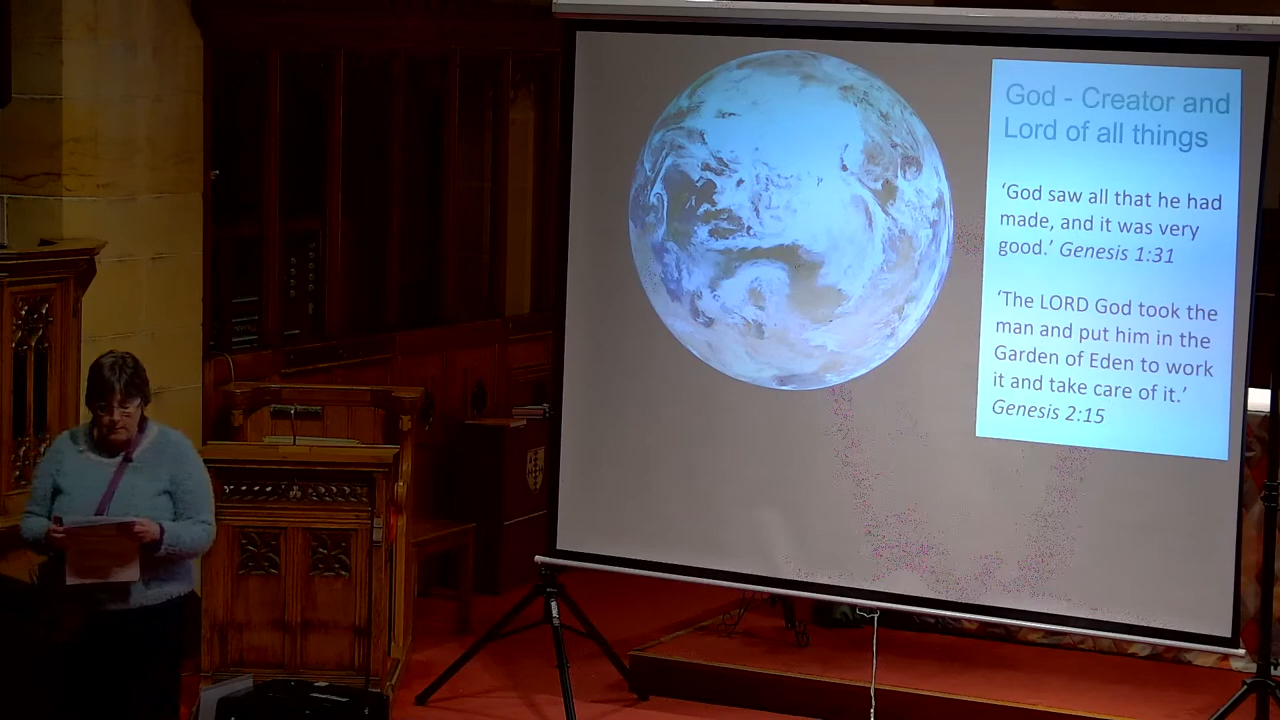 God - Creator and
Lord of all things
‘God saw all that he had
made, and it was very
good.’ Genesis 1:31
‘The LORD God took the
man and put him in the
Garden of Eden to work
it and take care of it.’
Genesis 2:15